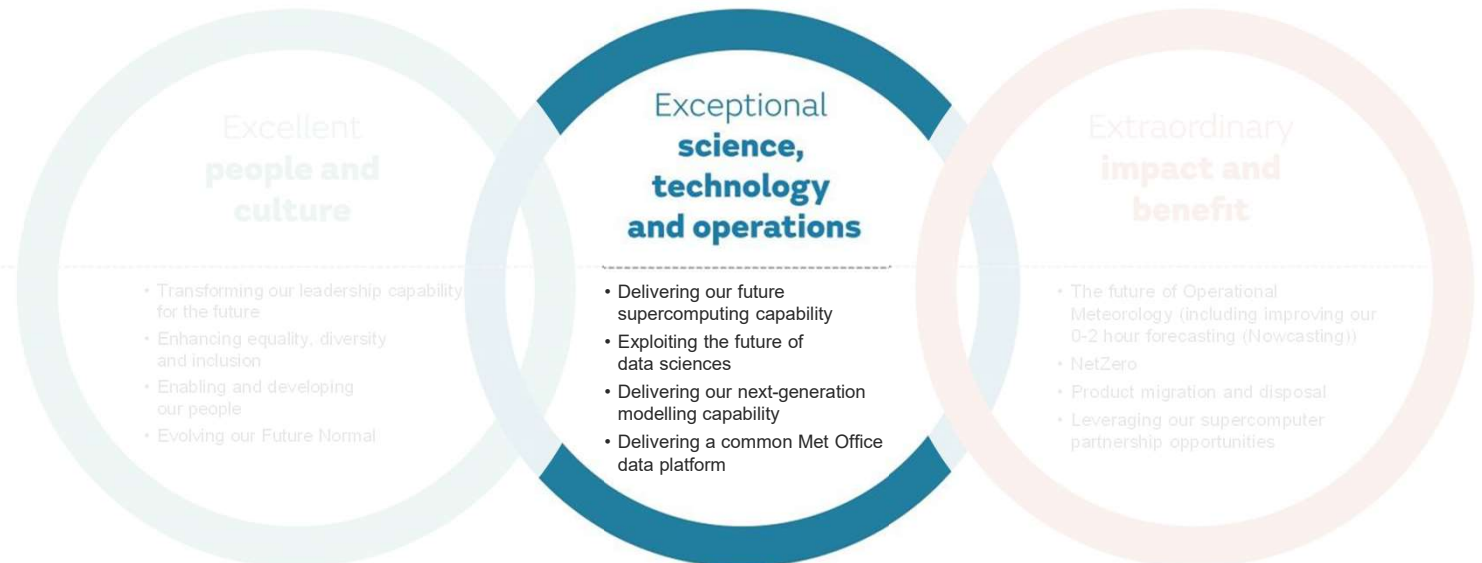 Excellent
people and
culture
• Transforming our leadership capability
for the future
• Enhancing equality, diversity
and inclusion
• Enabling and developing
our people
• Evolving our Future Normal
Exceptional
science,
technology
and operations
• Delivering our future
supercomputing capability
• Exploiting the future of
data sciences
• Delivering our next-generation
modelling capability
• Delivering a common Met Office
data platform
Extraordinary
impact and
benefit
• The future of Operational
Meteorology (including improving our
0-2 hour forecasting (Nowcasting))
• NetZero
• Product migration and disposal
• Leveraging our supercomputer
partnership opportunities